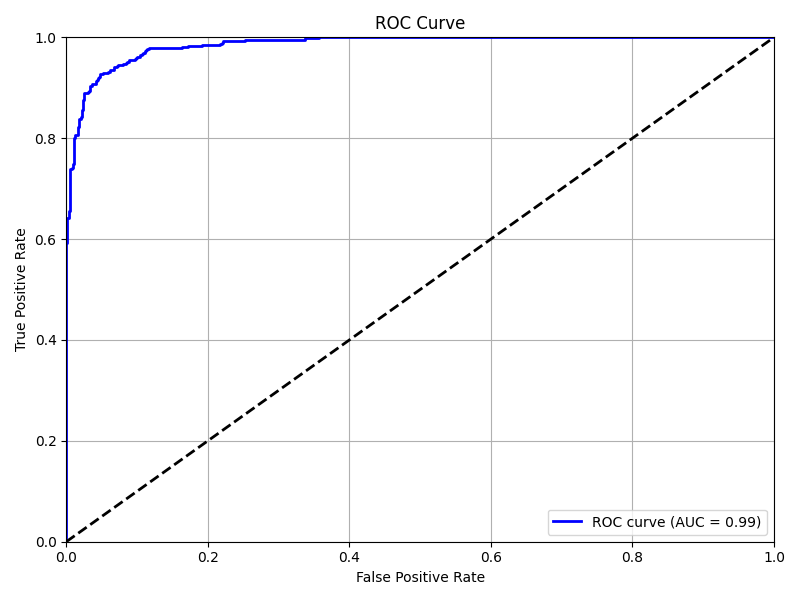 ROC Curve
1.0
0.8
0.6
0.4
0.2
0.0
True Positive Rate
0.0 0.2 0.4 0.6 0.8 1.0
False Positive Rate
ROC curve (AUC = 0.99)